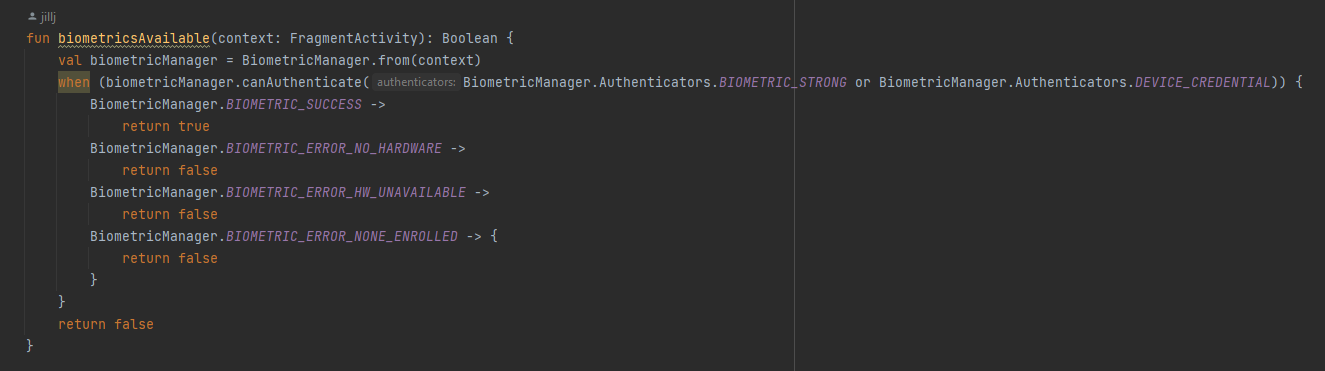 jillj
fun biometricsAvailable(context: FragmentActivity): Boolean {
val biometricManager = BiometricManager.from(context)
when (biometricManager.canAuthenticate( authenticators: BiometricManager.Authenticators.BIOMETRIC_STRONG or BiometricManager.Authenticators.DEVICE_CREDENTIAL)) {
BiometricManager.BIOMETRIC_SUCCESS ->
return true
BiometricManager.BIOMETRIC_ERROR_NO_HARDWARE ->
return false
BiometricManager.BIOMETRIC_ERROR_HW_UNAVAILABLE ->
return false
BiometricManager.BIOMETRIC_ERROR_NONE_ENROLLED -> {
return false
}
}
return false
}